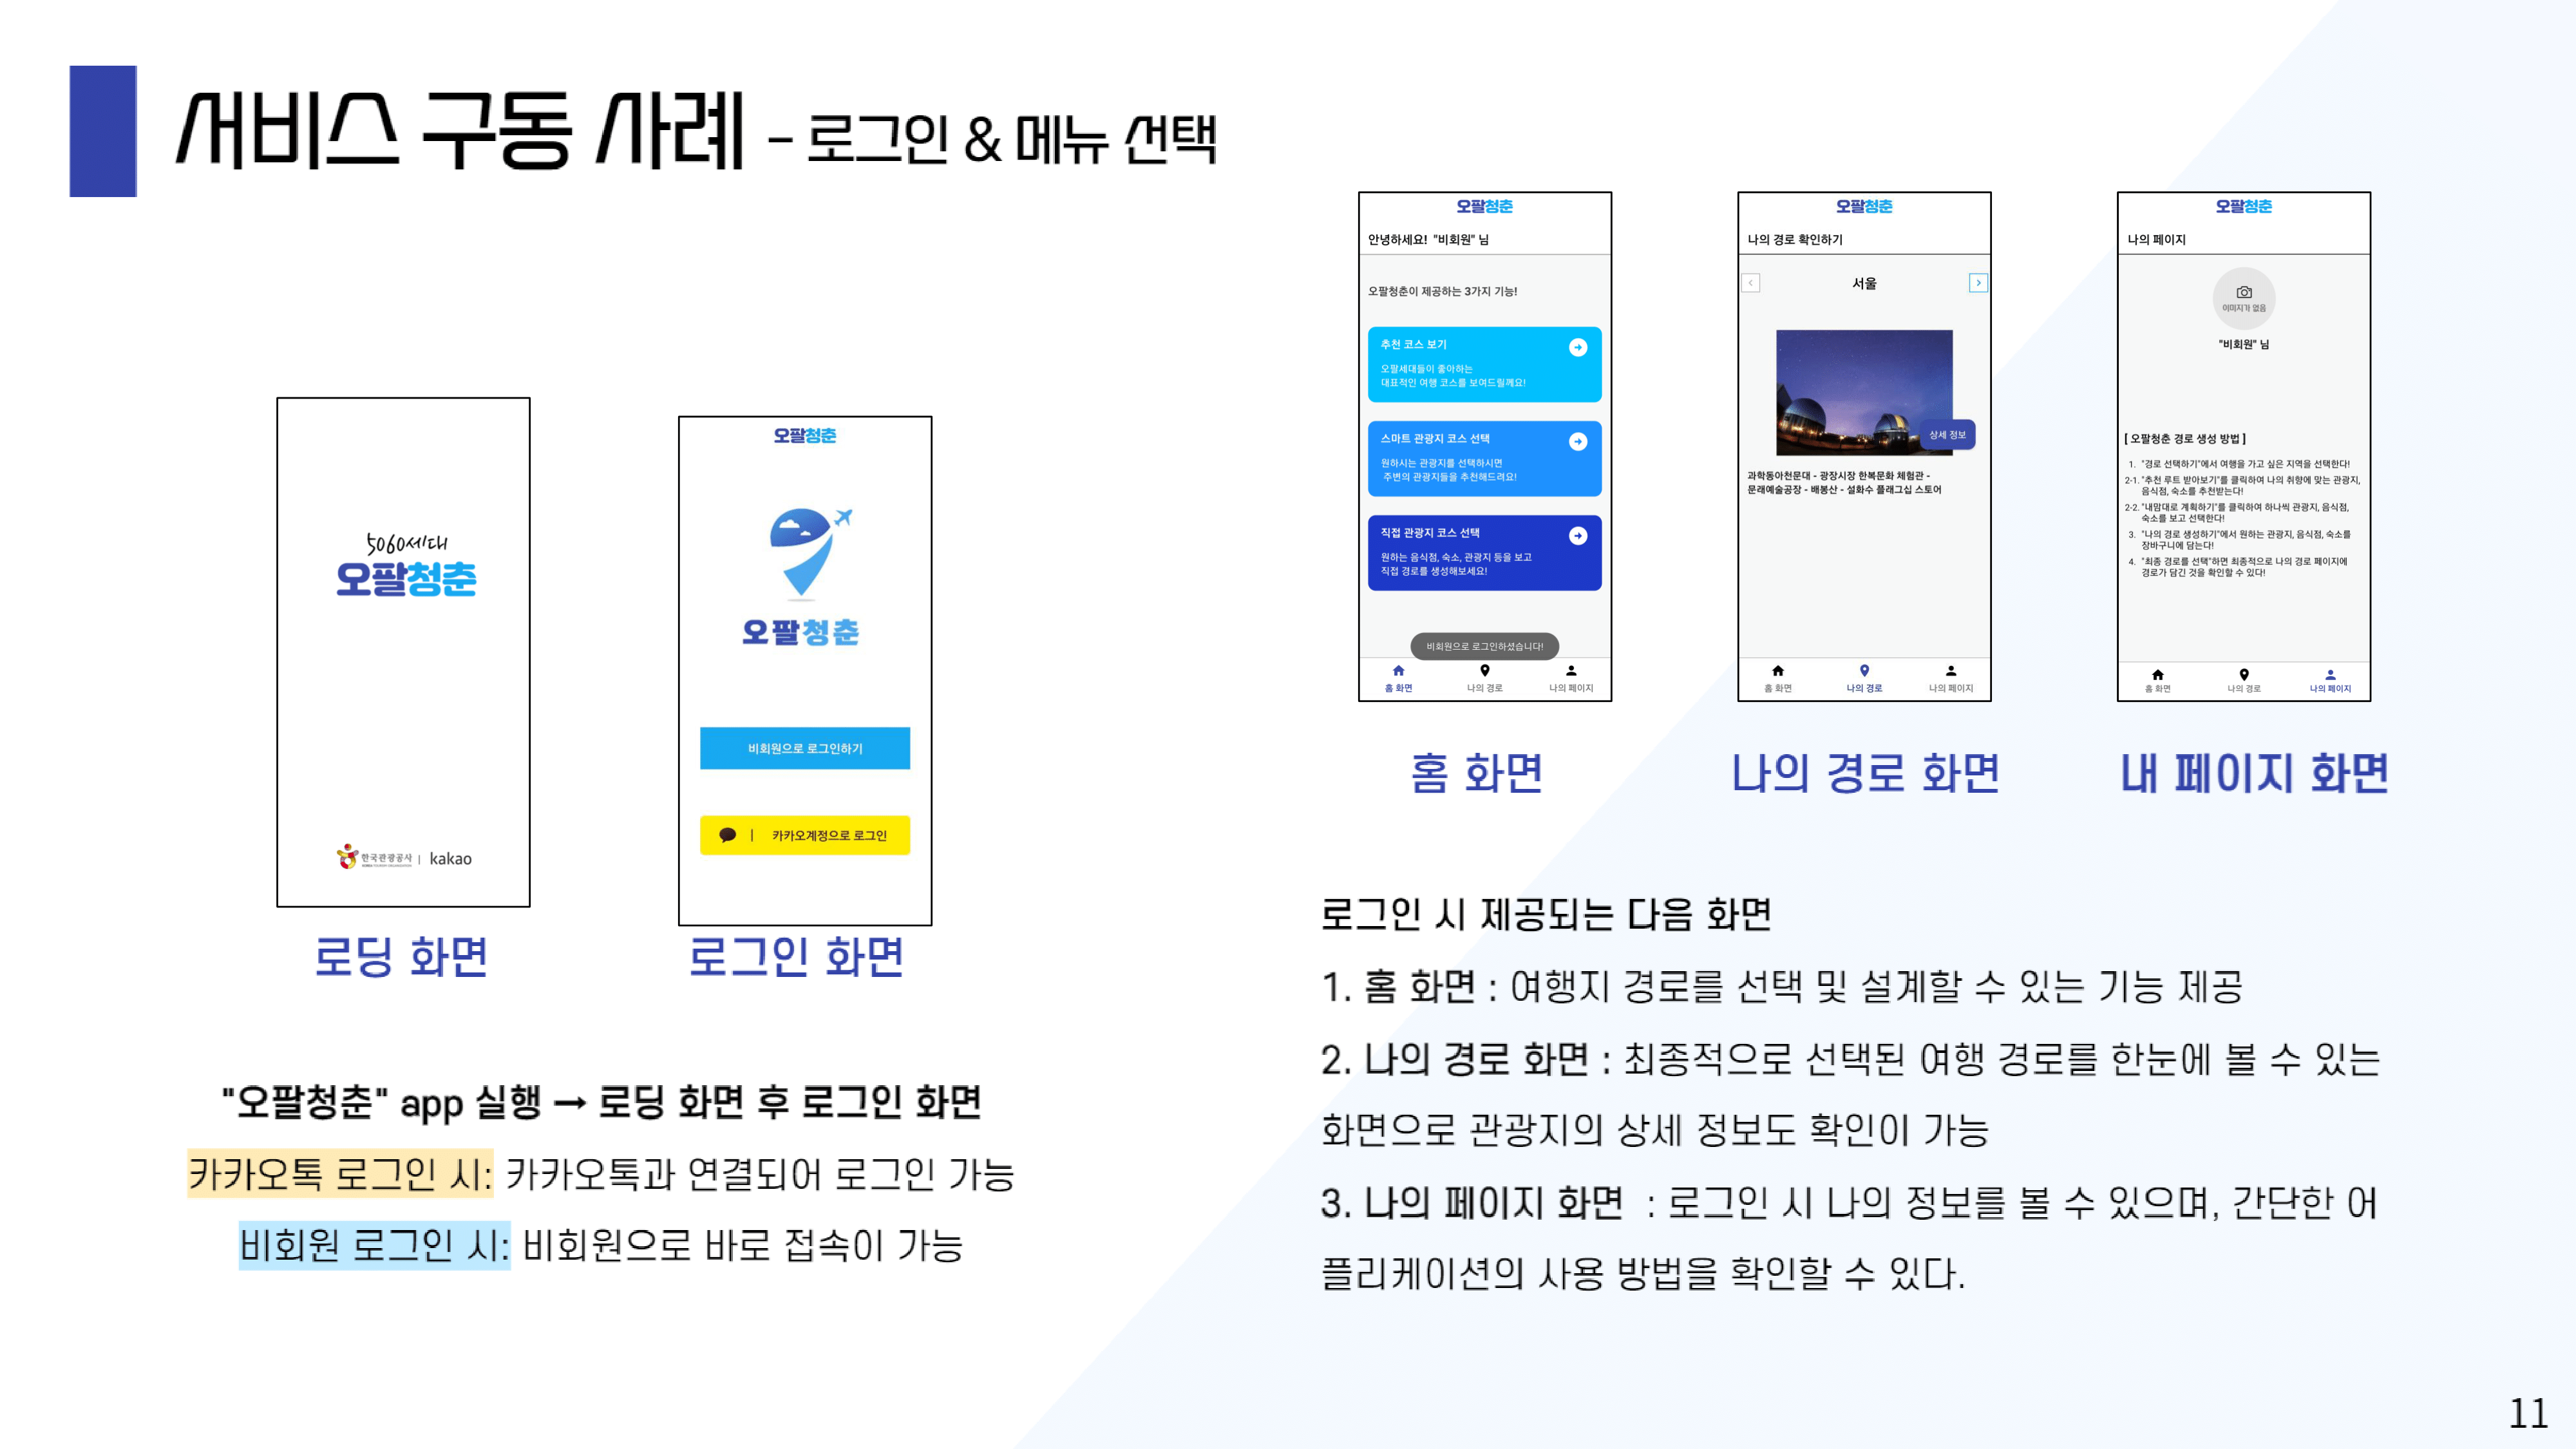 서비스 구동 사례 - 로그인 & 메뉴 선택
5060세대
오팔청춘
한국관광공사 | kakao
로딩 화면
오팔청춘
오팔청춘
비회원으로 로그인하기
카카오계정으로 로그인
로그인 화면
"오팔청춘" app 실행 → 로딩 화면 후 로그인 화면
카카오톡 로그인 시: 카카오톡과 연결되어 로그인 가능
비회원 로그인 시: 비회원으로 바로 접속이 가능
오팔청춘
안녕하세요! "비회원" 님
오팔청춘이 제공하는 3가지 기능!
추천 코스 보기
오팔세대들이 좋아하는
대표적인 여행 코스를 보여드릴께요!
스마트 관광지 코스 선택
원하시는 관광지를 선택하시면
주변의 관광지들을 추천해드려요!
직접 관광지 코스 선택
원하는 음식점, 숙소, 관광지 등을 보고
직접 경로를 생성해보세요!
비회원으로 로그인하셨습니다!
홈 화면 나의 경로 나의 페이지
홈 화면
오팔청춘
나의 경로 확인하기
서울
상세 정보
과학동아천문대 - 광장시장 한복문화 체험관 -
문래예술공장 - 배봉산 - 설화수 플래그십 스토어
홈 화면 나의 경로 나의 페이지
나의 경로 화면
오팔청춘
나의 페이지
이미지가 없음
"비회원" 님
[ 오팔청춘 경로 생성 방법 ]
1. "경로 선택하기"에서 여행을 가고 싶은 지역을 선택한다!
2-1. "추천 루트 받아보기"를 클릭하여 나의 취향에 맞는 관광지,
음식점, 숙소를 추천받는다!
2-2. "내맘대로 계획하기"를 클릭하여 하나씩 관광지, 음식점,
숙소를 보고 선택한다!
3. "나의 경로 생성하기"에서 원하는 관광지, 음식점, 숙소를
장바구니에 담는다!
4. "최종 경로를 선택"하면 최종적으로 나의 경로 페이지에
경로가 담긴 것을 확인할 수 있다!
홈 화면 나의 경로 나의 페이지
내 페이지 화면
로그인 시 제공되는 다음 화면
1. 홈 화면 : 여행지 경로를 선택 및 설계할 수 있는 기능 제공
2. 나의 경로 화면 : 최종적으로 선택된 여행 경로를 한눈에 볼 수 있는
화면으로 관광지의 상세 정보도 확인이 가능
3. 나의 페이지 화면 : 로그인 시 나의 정보를 볼 수 있으며, 간단한 어
플리케이션의 사용 방법을 확인할 수 있다.
11